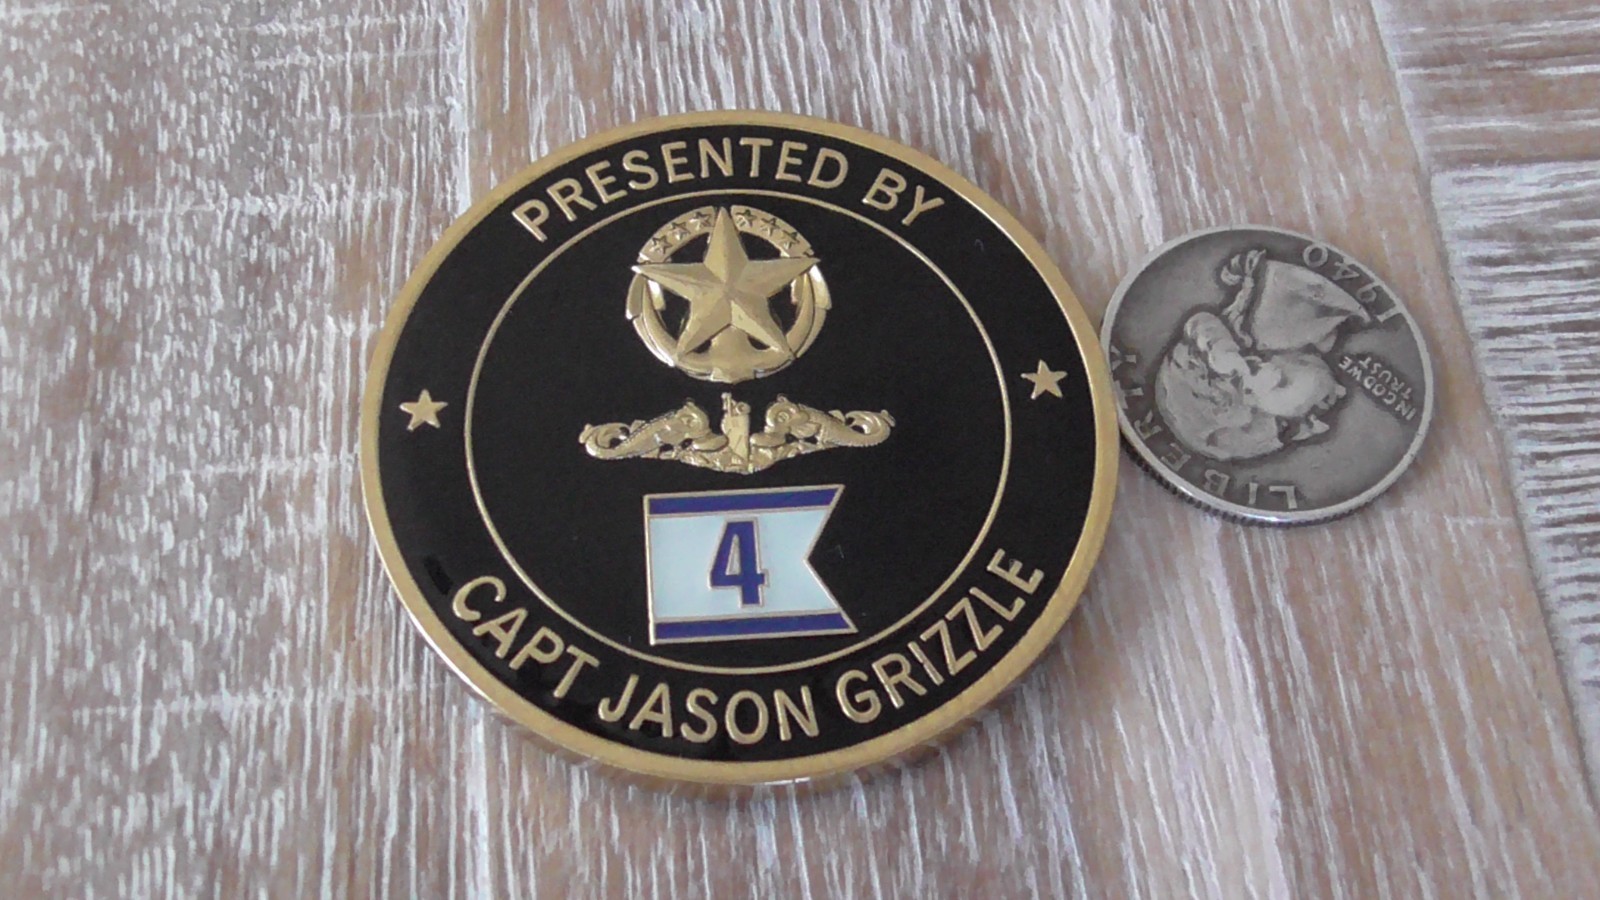 PRESENTED BY
4
CAPT JASON GRIZZLE
LIBERTY
IN GOD WE
TRUST
1940